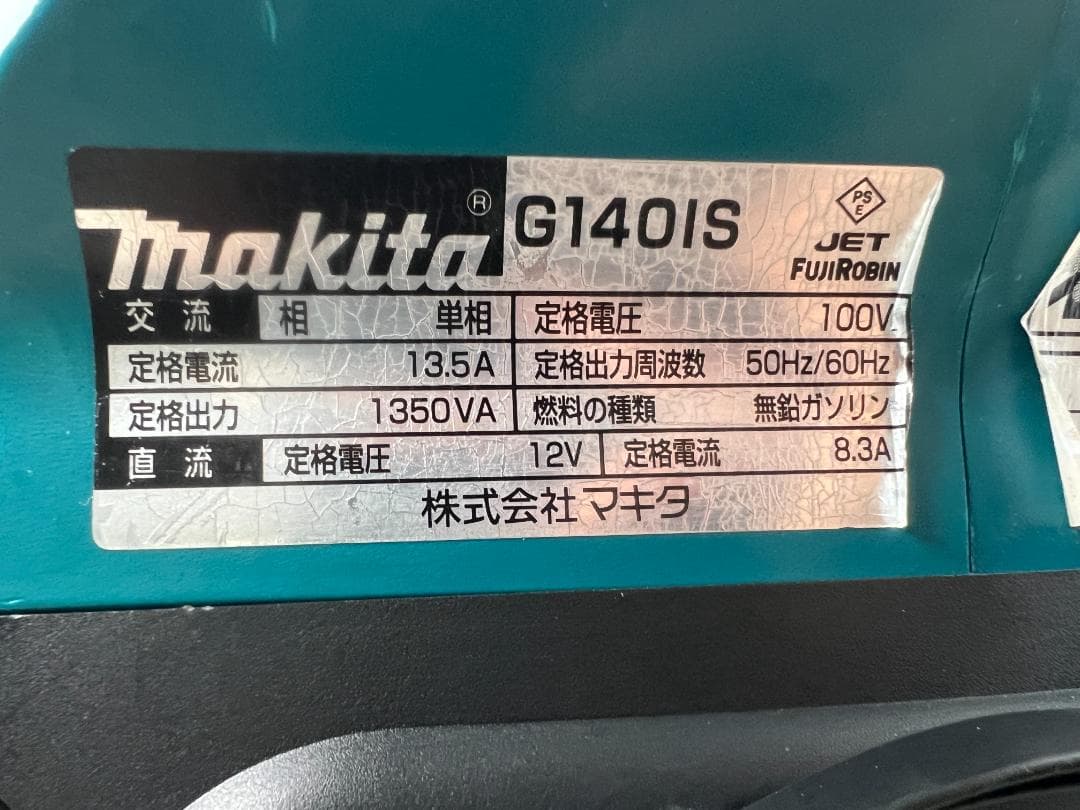 makita® G140IS
PS
E
JET
FUJIROBIN
交流 相 単相 定格電圧 100V
定格電流 13.5A 定格出力周波数 50Hz/60Hz
定格出力 1350VA 燃料の種類 無鉛ガソリン
直流 定格電圧 12V 定格電流 8.3A
株式会社マキタ